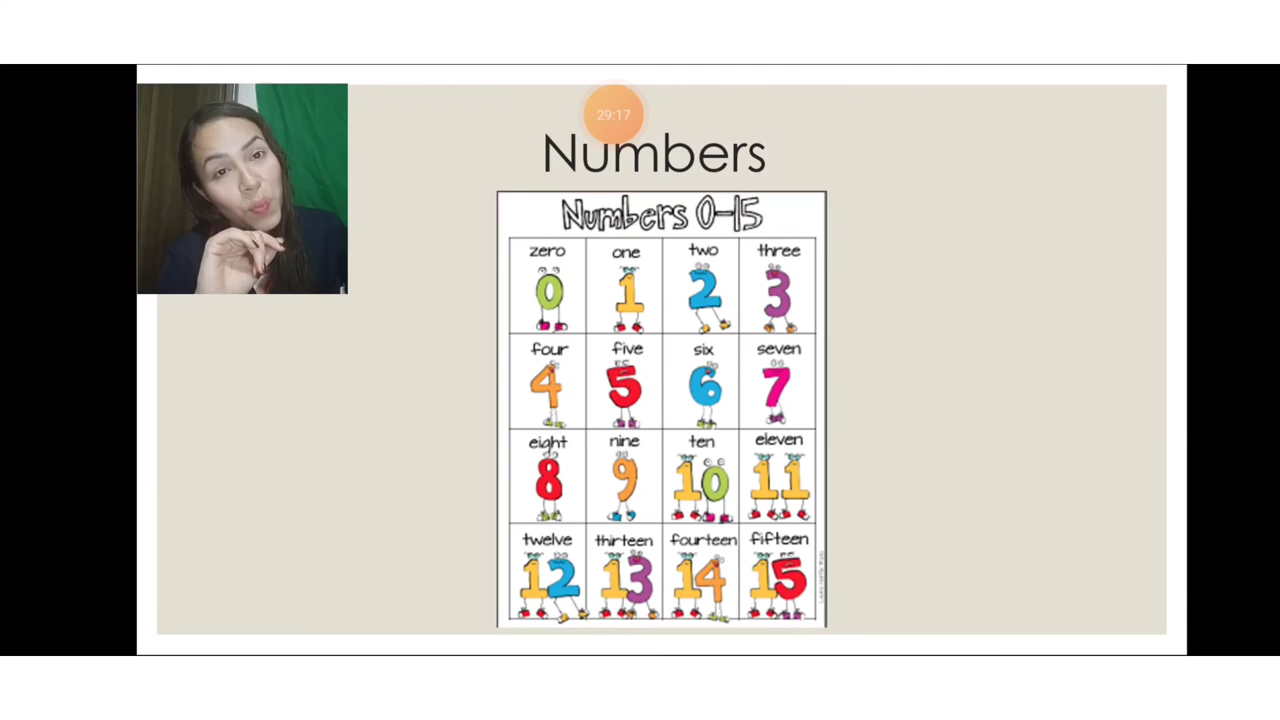 29:17
Numbers
Numbers 0-15
zero one two three
0 1 2 3
four five six seven
4 5 6 7
eight nine ten eleven
8 9 10 11
twelve thirteen fourteen fifteen
12 13 14 15